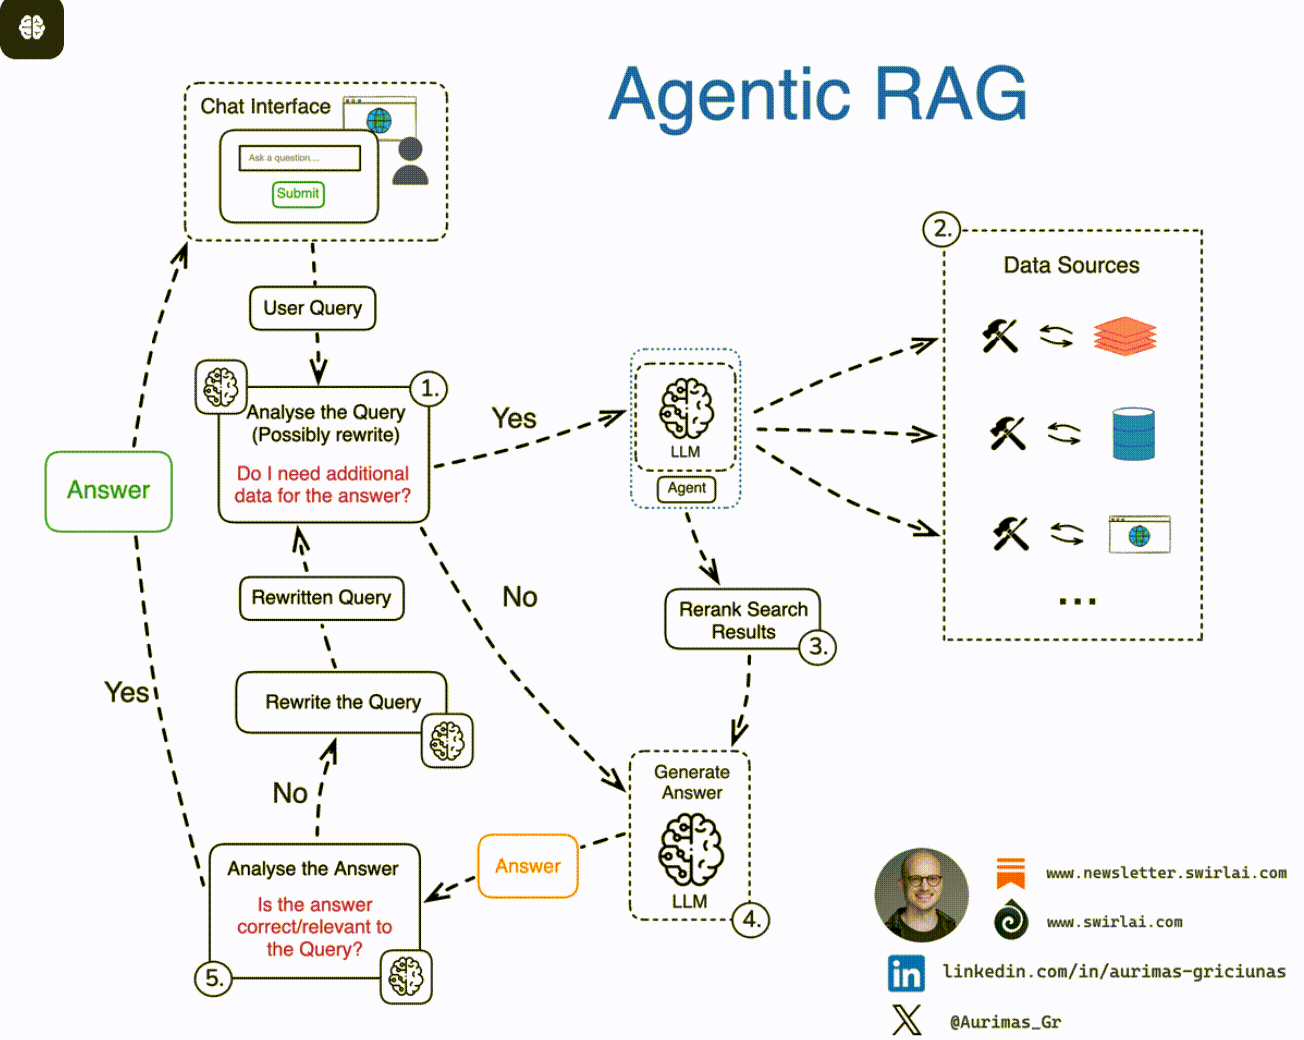 Agentic RAG
Chat Interface
Ask a question....
Submit
User Query
1.
Analyse the Query
(Possibly rewrite)
Do I need additional
data for the answer?
Yes
No
LLM
Agent
2.
Data Sources
...
Rerank Search
Results
3.
Generate
Answer
LLM
4.
Answer
Analyse the Answer
Is the answer
correct/relevant to
the Query?
5.
No
Rewrite the Query
Rewritten Query
Yes
Answer
www.newsletter.swirlai.com
www.swirlai.com
in
linkedin.com/in/aurimas-griciunas
X
@Aurimas_Gr